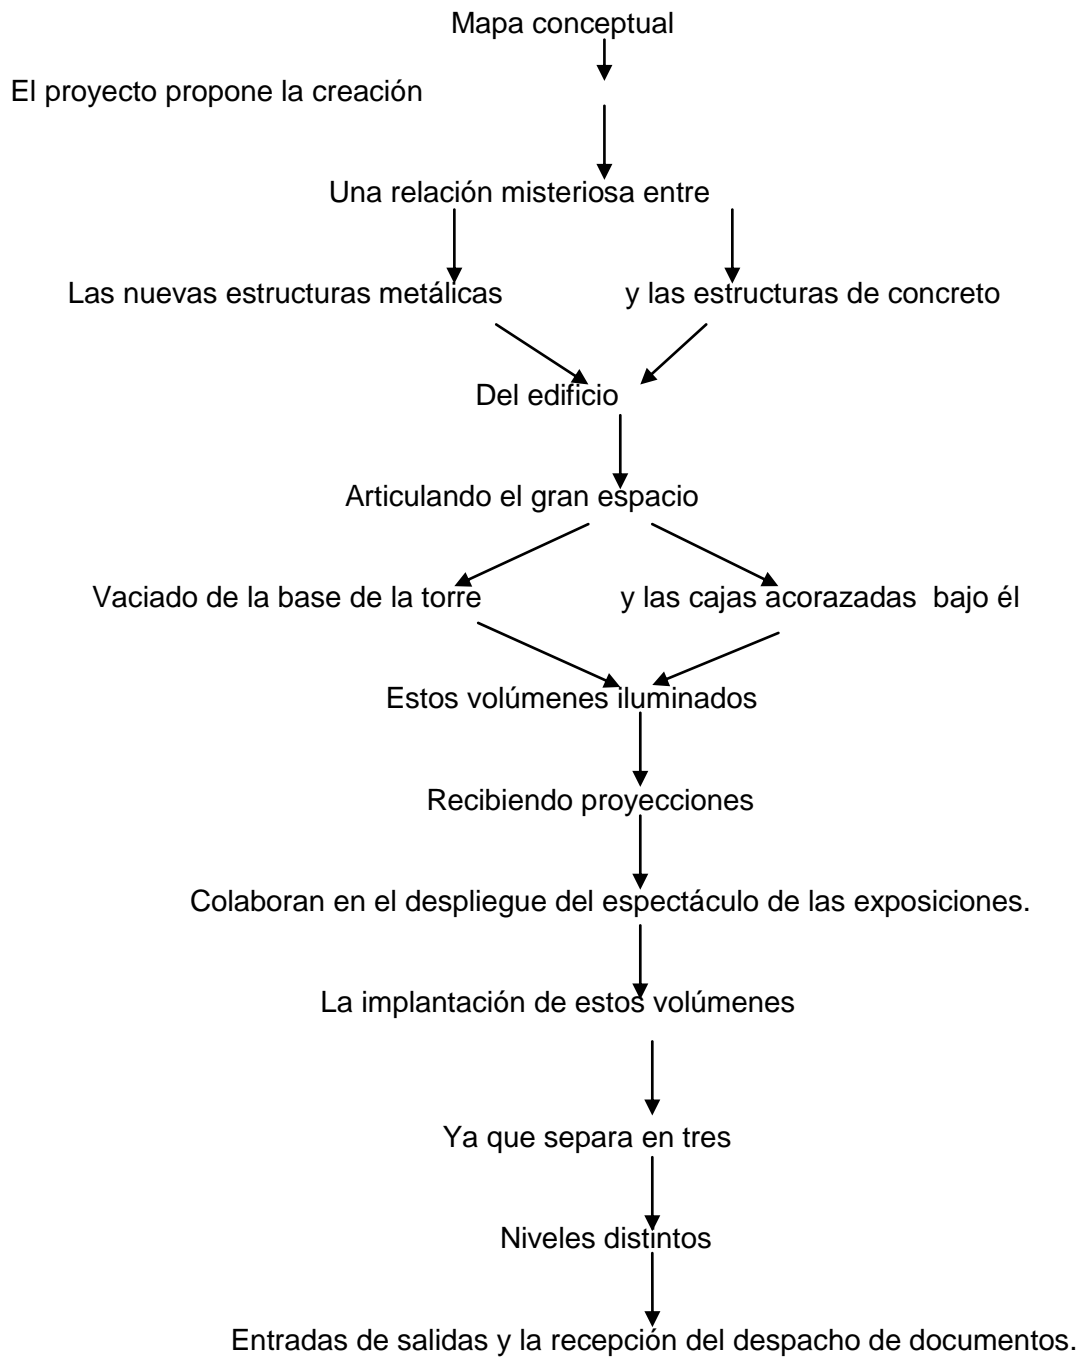 Mapa conceptual
El proyecto propone la creación
Una relación misteriosa entre
Las nuevas estructuras metálicas
y las estructuras de concreto
Del edificio
Articulando el gran espacio
Vaciado de la base de la torre
y las cajas acorazadas  bajo él
Estos volúmenes iluminados
Recibiendo proyecciones
Colaboran en el despliegue del espectáculo de las exposiciones.
La implantación de estos volúmenes
Ya que separa en tres
Niveles distintos
Entradas de salidas y la recepción del despacho de documentos.